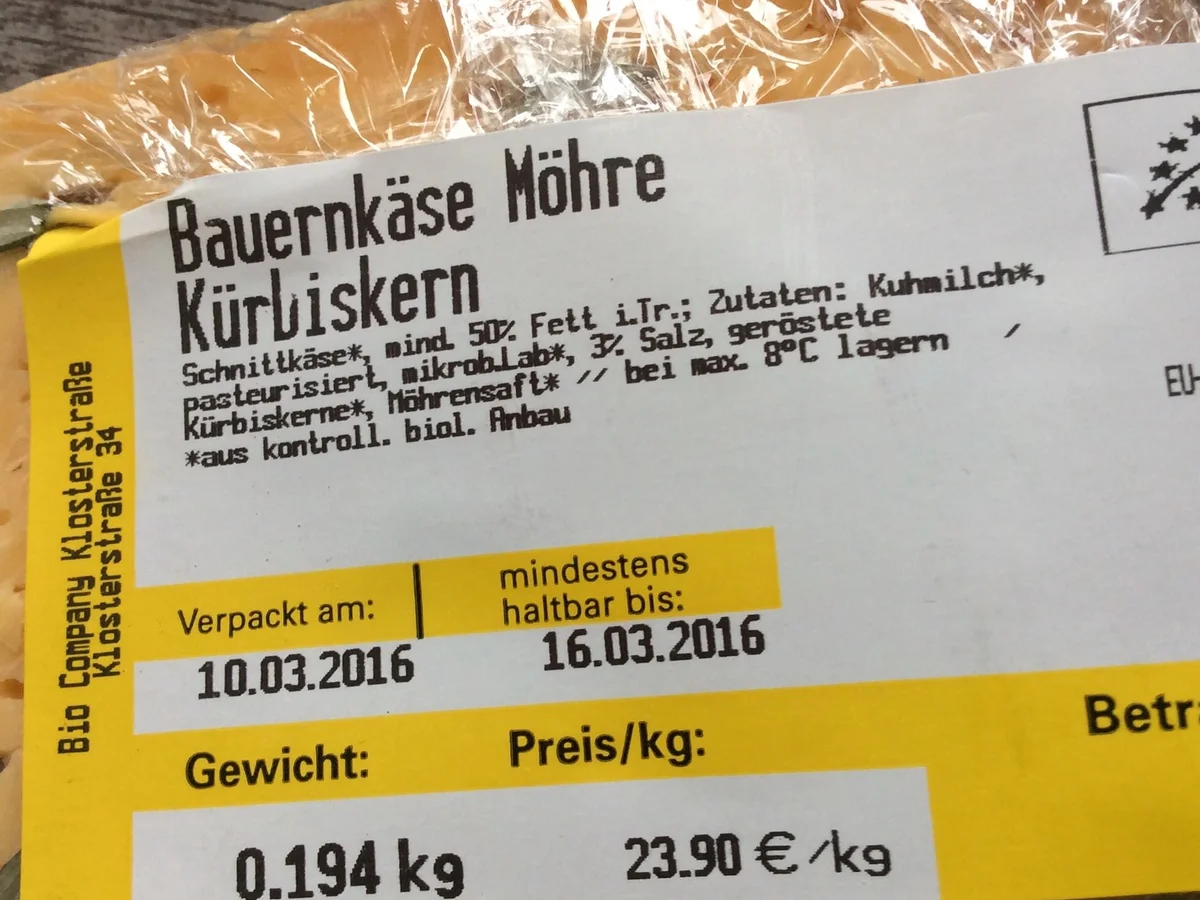 Bauernkäse Möhre
Kürbiskern
Schnittkäse*, mind. 50% Fett i.Tr.; Zutaten: Kuhmilch*,
pasteurisiert, mikrob.Lab*, 3% Salz, geröstete
Kürbiskerne*, Möhrensaft* // bei max. 8°C lagern /
*aus kontroll. biol. Anbau
EU-
Bio Company Klosterstraße
Klosterstraße 34
Verpackt am:
mindestens
haltbar bis:
10.03.2016
16.03.2016
Gewicht:
Preis/kg:
Betr
0.194 kg
23.90 €/kg